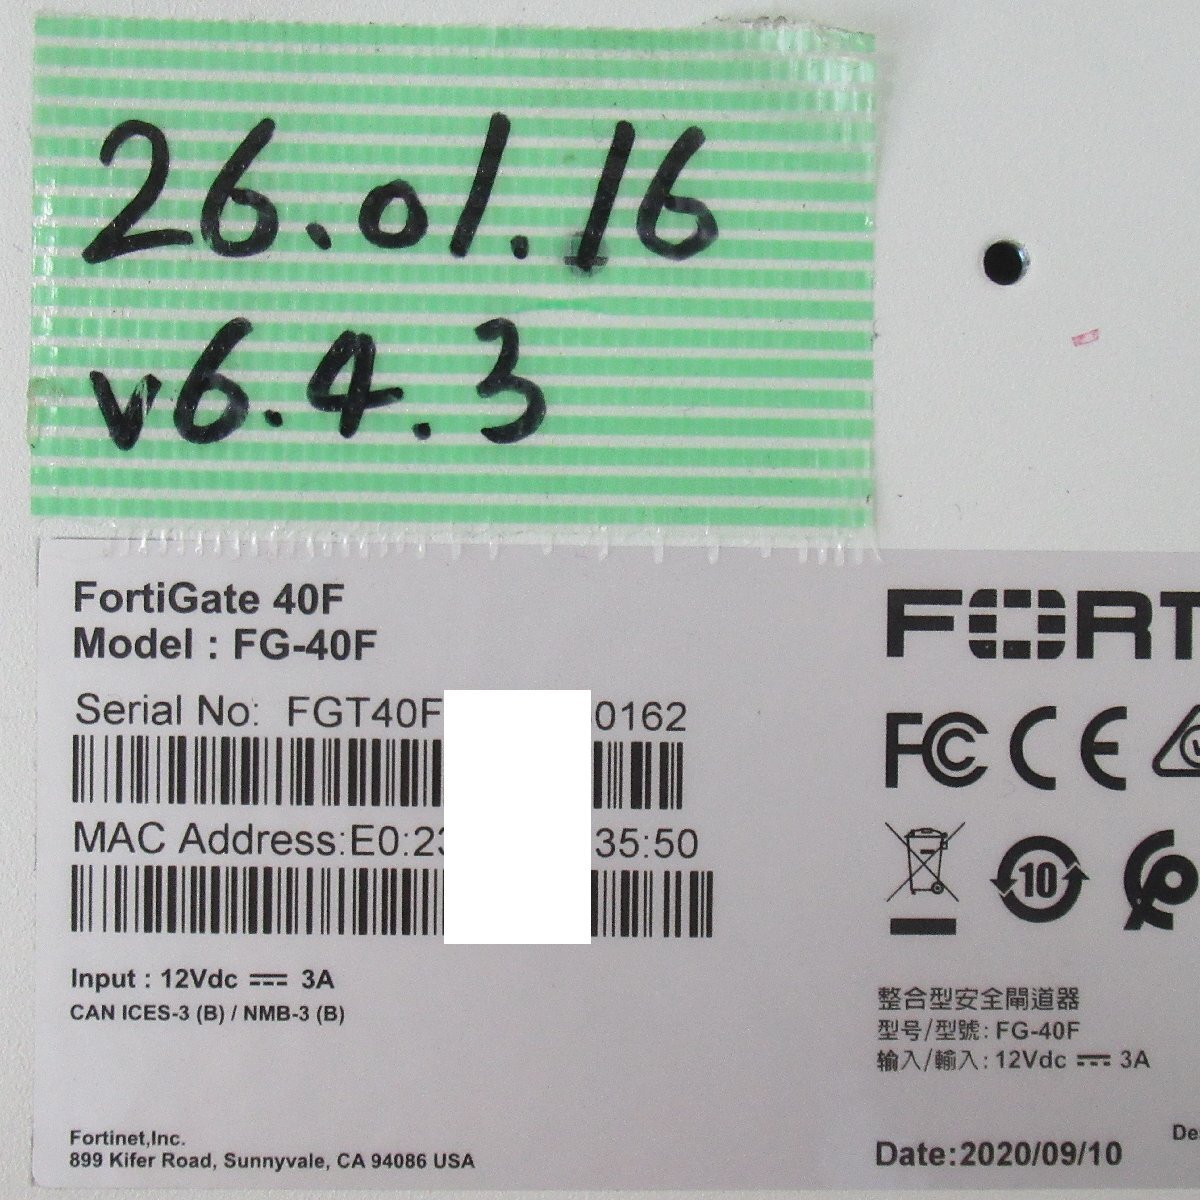 26.01.16
v6.4.3
FortiGate 40F
Model : FG-40F
Serial No: FGT40F 0162
MAC Address:E0:23 35:50
Input : 12Vdc ⎓ 3A
CAN ICES-3 (B) / NMB-3 (B)
Fortinet,Inc.
899 Kifer Road, Sunnyvale, CA 94086 USA
FORT
FC CE
10
整合型安全閘道器
型号/型號: FG-40F
输入/輸入: 12Vdc ⎓ 3A
Date:2020/09/10
De